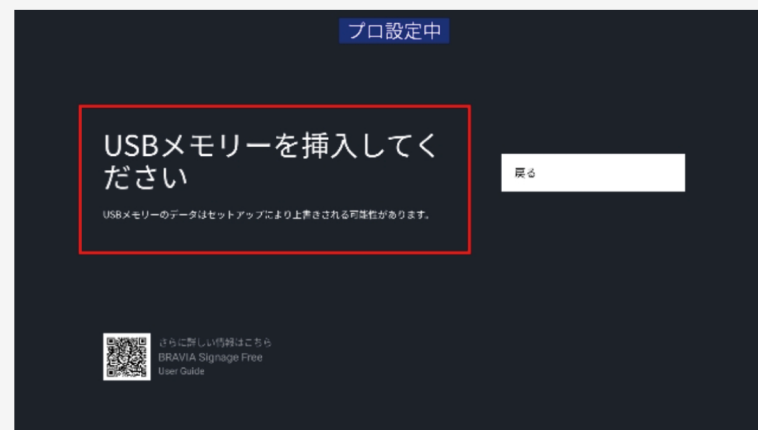 プロ設定中
USBメモリーを挿入してく
ださい
USBメモリーのデータはセットアップにより上書きされる可能性があります。
戻る
さらに詳しい情報はこちら
BRAVIA Signage Free
User Guide